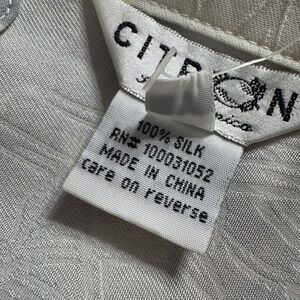 CITRON
100% SILK
RN# 100031052
MADE IN CHINA
care on reverse